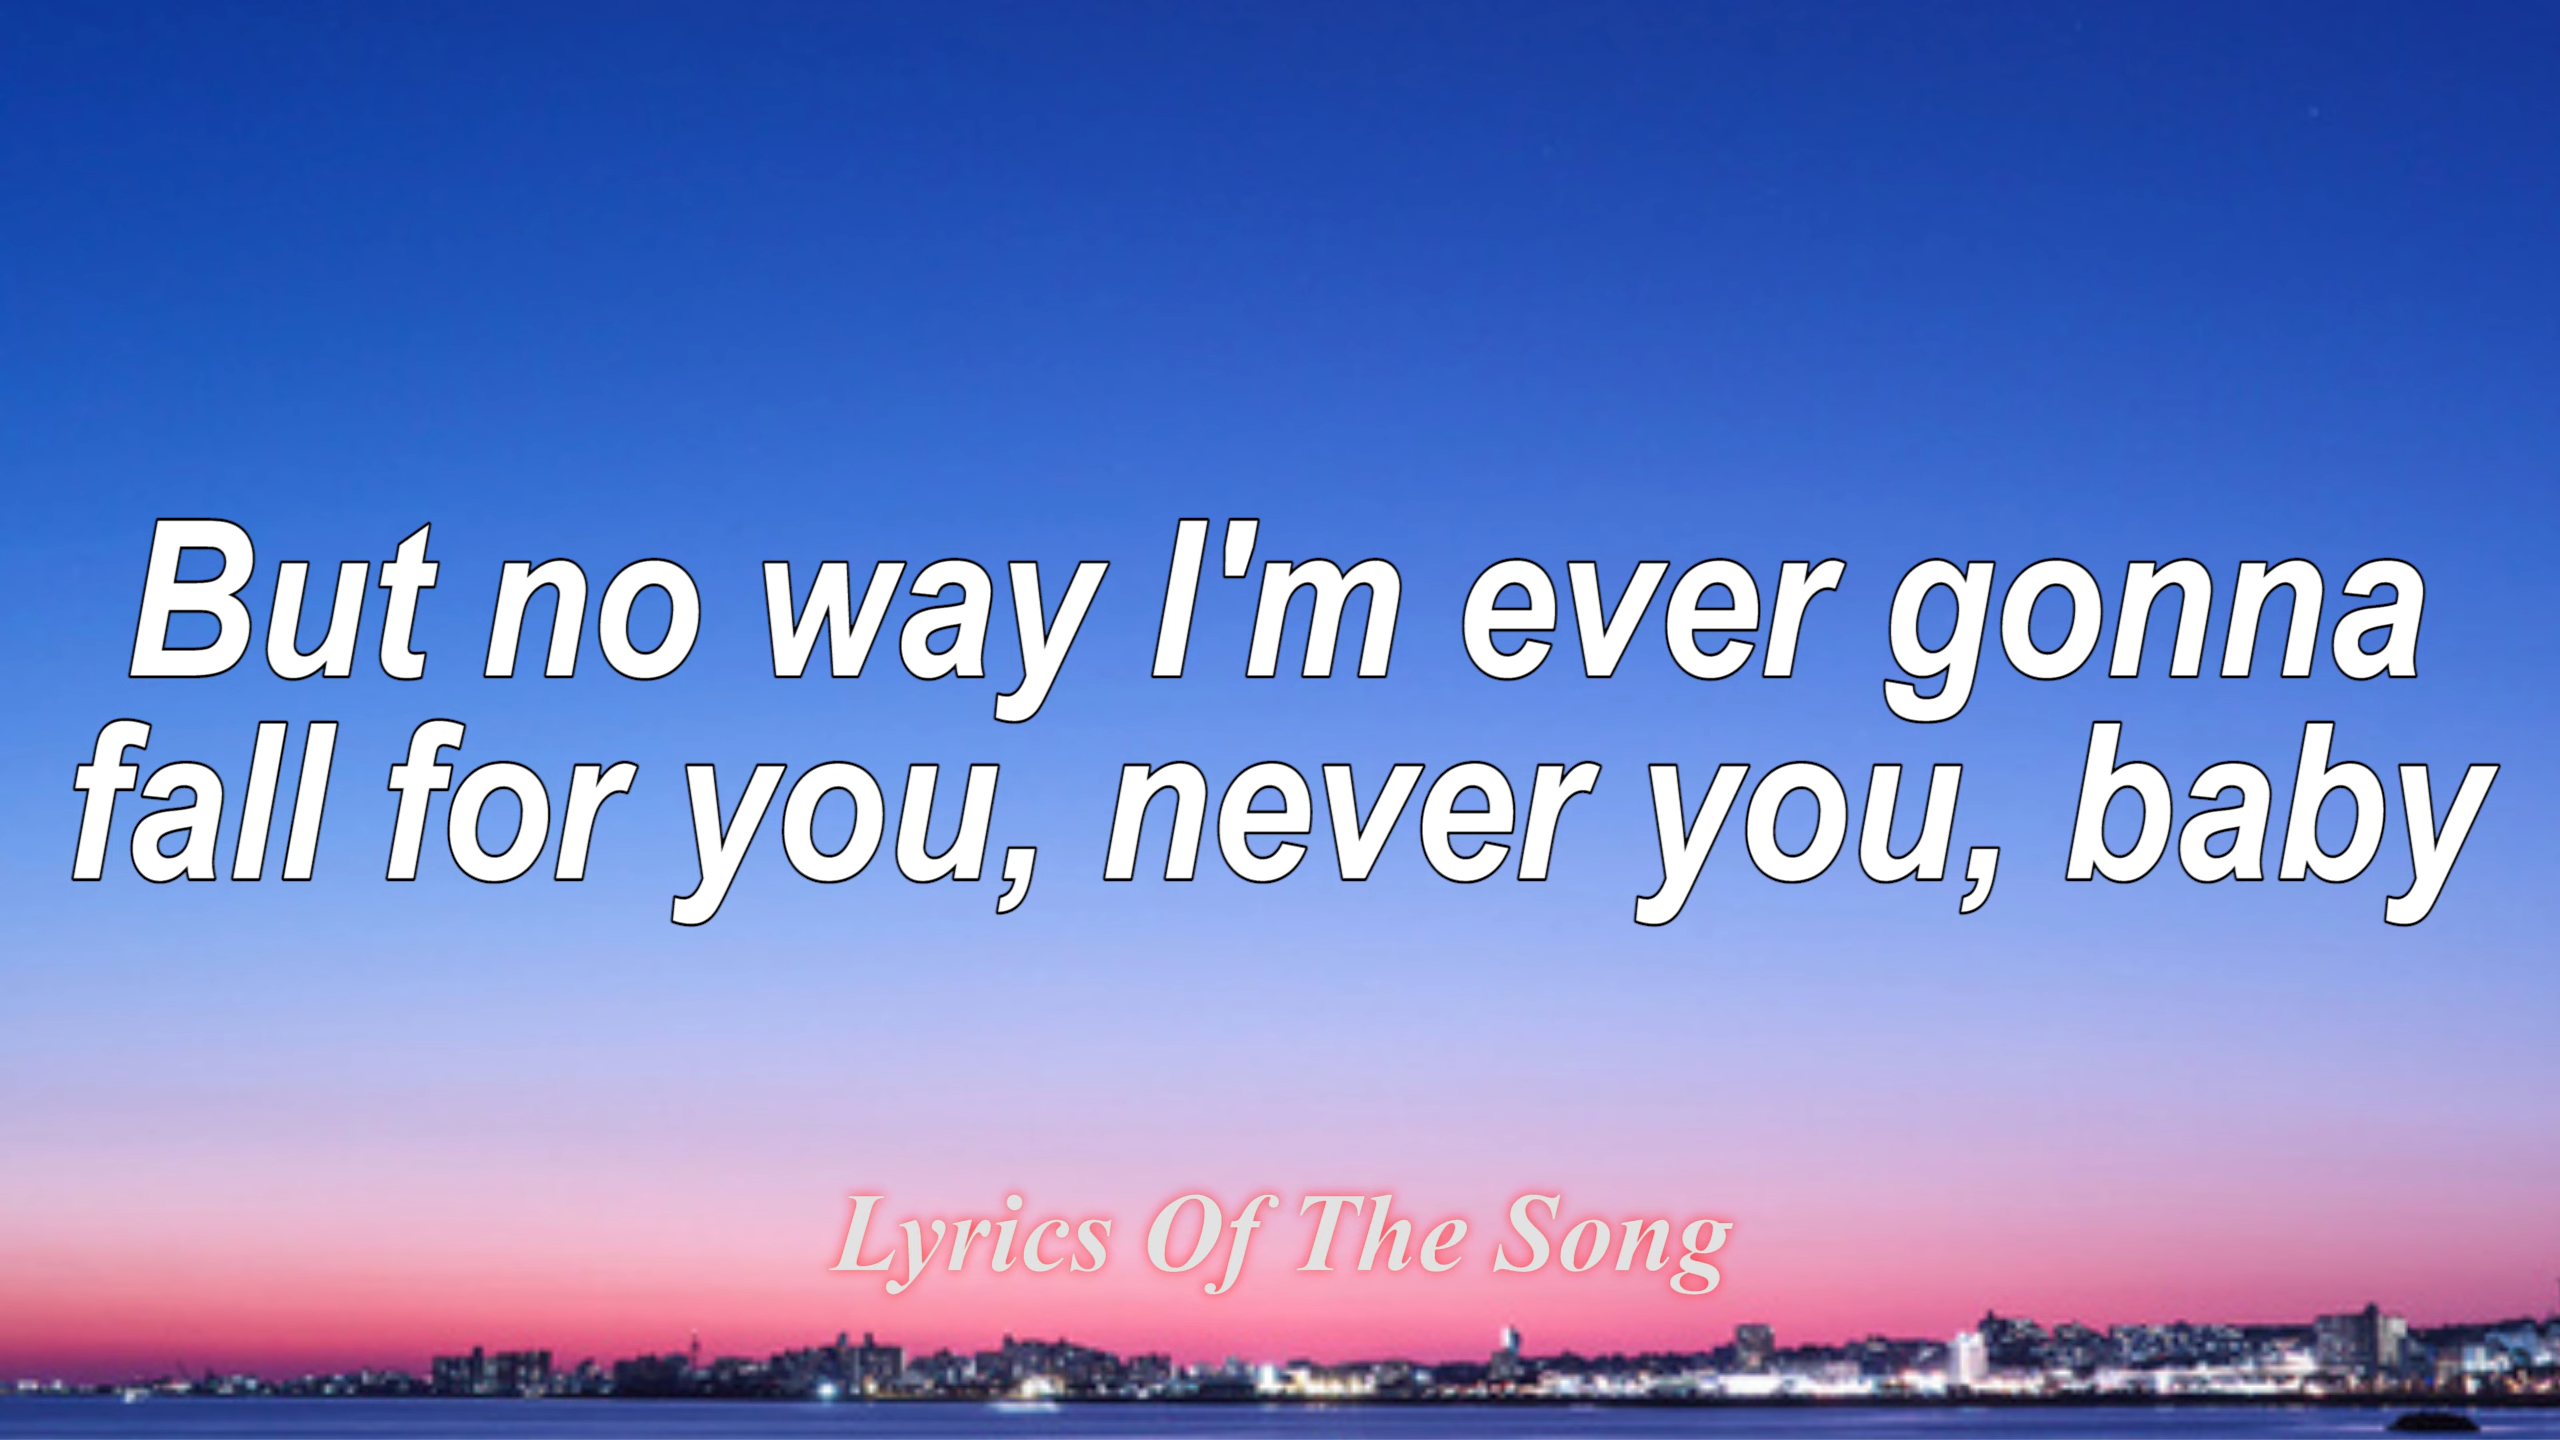 But no way I'm ever gonna
fall for you, never you, baby
Lyrics Of The Song